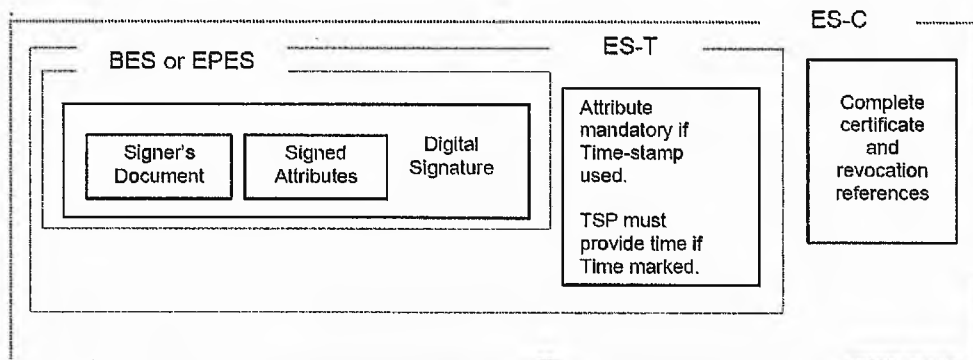 ES-C
ES-T
BES or EPES
Signer's
Document
Signed
Attributes
Digital
Signature
Attribute
mandatory if
Time-stamp
used.
TSP must
provide time if
Time marked.
Complete
certificate
and
revocation
references